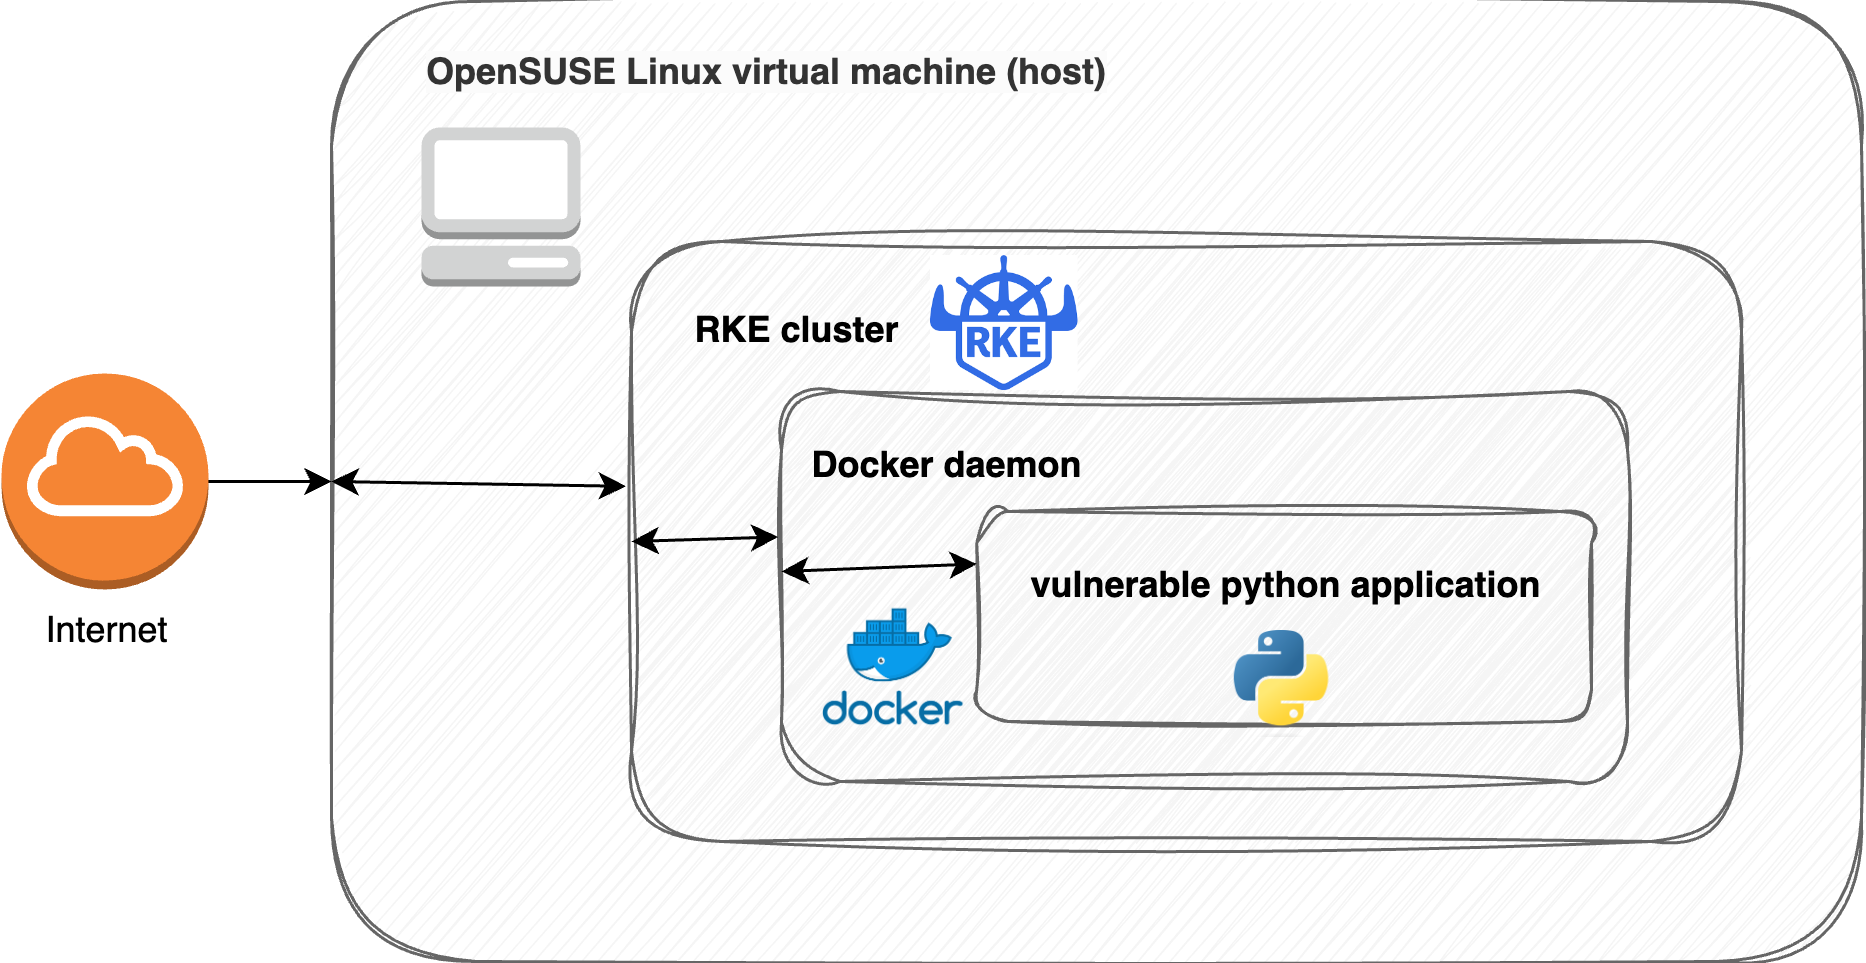 OpenSUSE Linux virtual machine (host)
RKE cluster
RKE
Docker daemon
vulnerable python application
docker
Internet